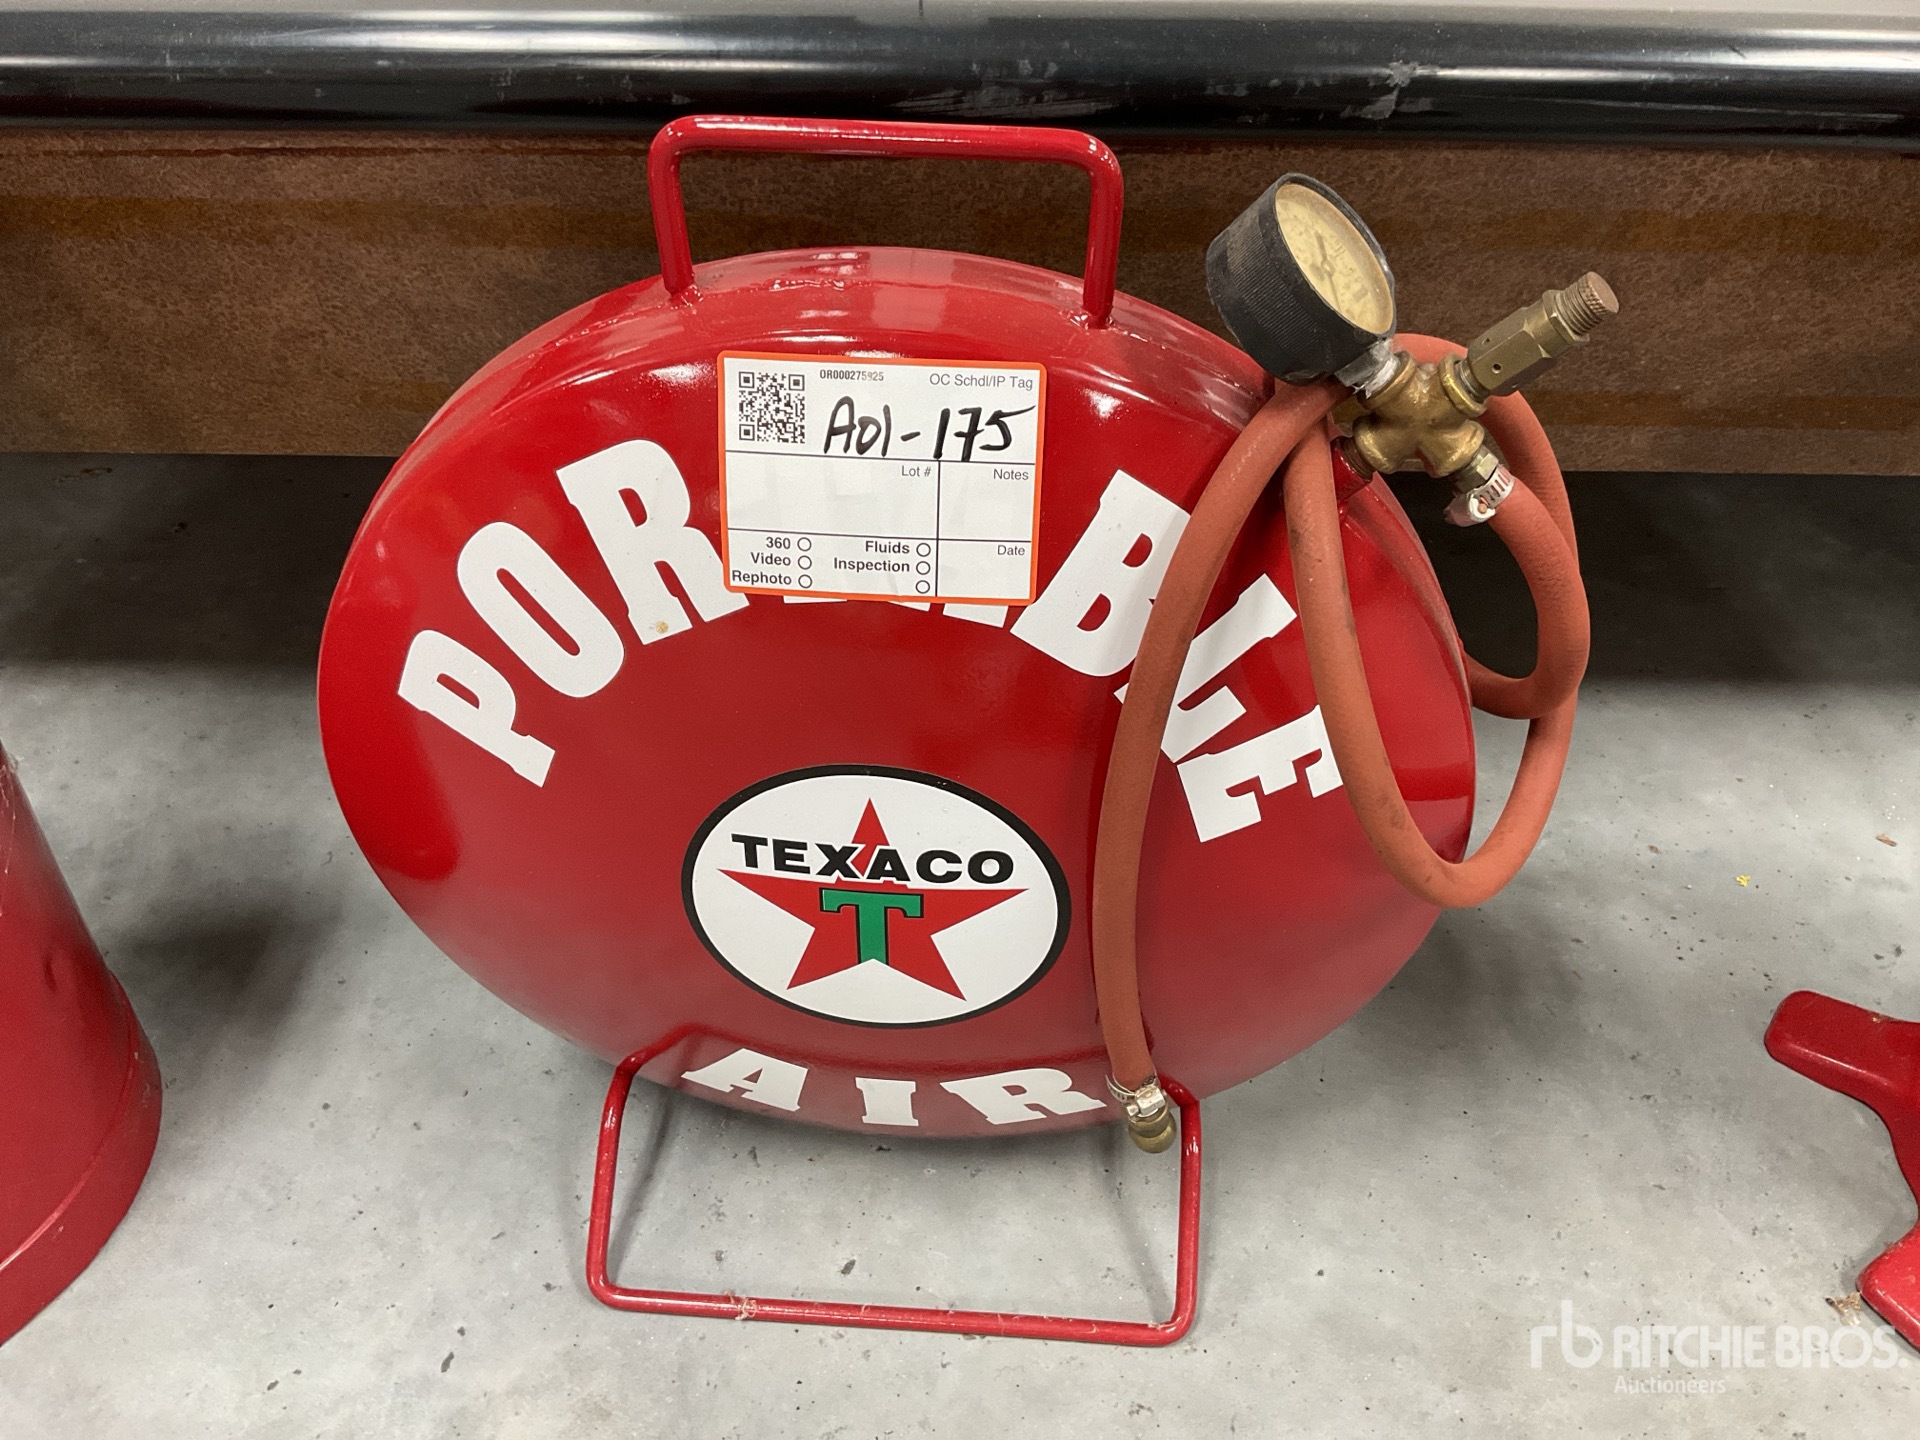 OR000275925 OC Schdl/IP Tag
A01-175
Lot # Notes
360 Fluids Date
Video Inspection
Rephoto
POR BLE
TEXACO
T
AIR
rb RITCHIE BROS.
Auctioneers